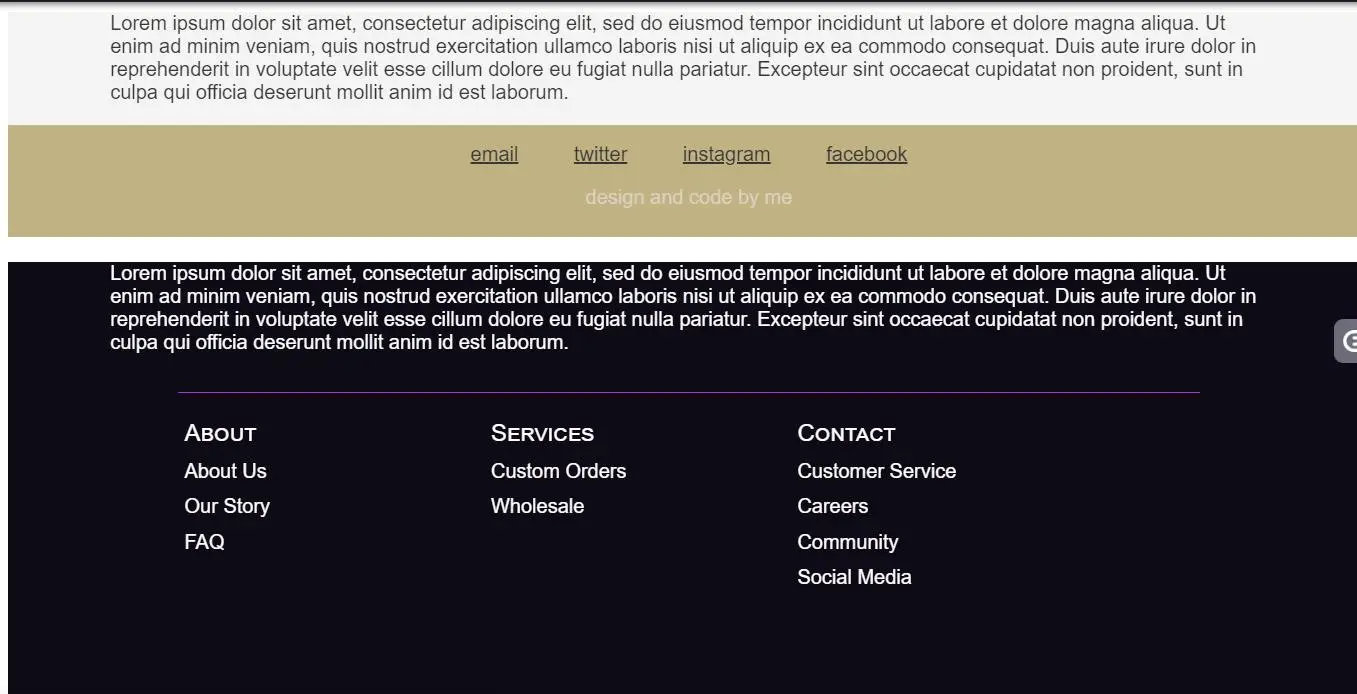 Lorem ipsum dolor sit amet, consectetur adipiscing elit, sed do eiusmod tempor incididunt ut labore et dolore magna aliqua. Ut
enim ad minim veniam, quis nostrud exercitation ullamco laboris nisi ut aliquip ex ea commodo consequat. Duis aute irure dolor in
reprehenderit in voluptate velit esse cillum dolore eu fugiat nulla pariatur. Excepteur sint occaecat cupidatat non proident, sunt in
culpa qui officia deserunt mollit anim id est laborum.
email twitter instagram facebook
design and code by me
Lorem ipsum dolor sit amet, consectetur adipiscing elit, sed do eiusmod tempor incididunt ut labore et dolore magna aliqua. Ut
enim ad minim veniam, quis nostrud exercitation ullamco laboris nisi ut aliquip ex ea commodo consequat. Duis aute irure dolor in
reprehenderit in voluptate velit esse cillum dolore eu fugiat nulla pariatur. Excepteur sint occaecat cupidatat non proident, sunt in
culpa qui officia deserunt mollit anim id est laborum.
About
About Us
Our Story
FAQ
Services
Custom Orders
Wholesale
Contact
Customer Service
Careers
Community
Social Media